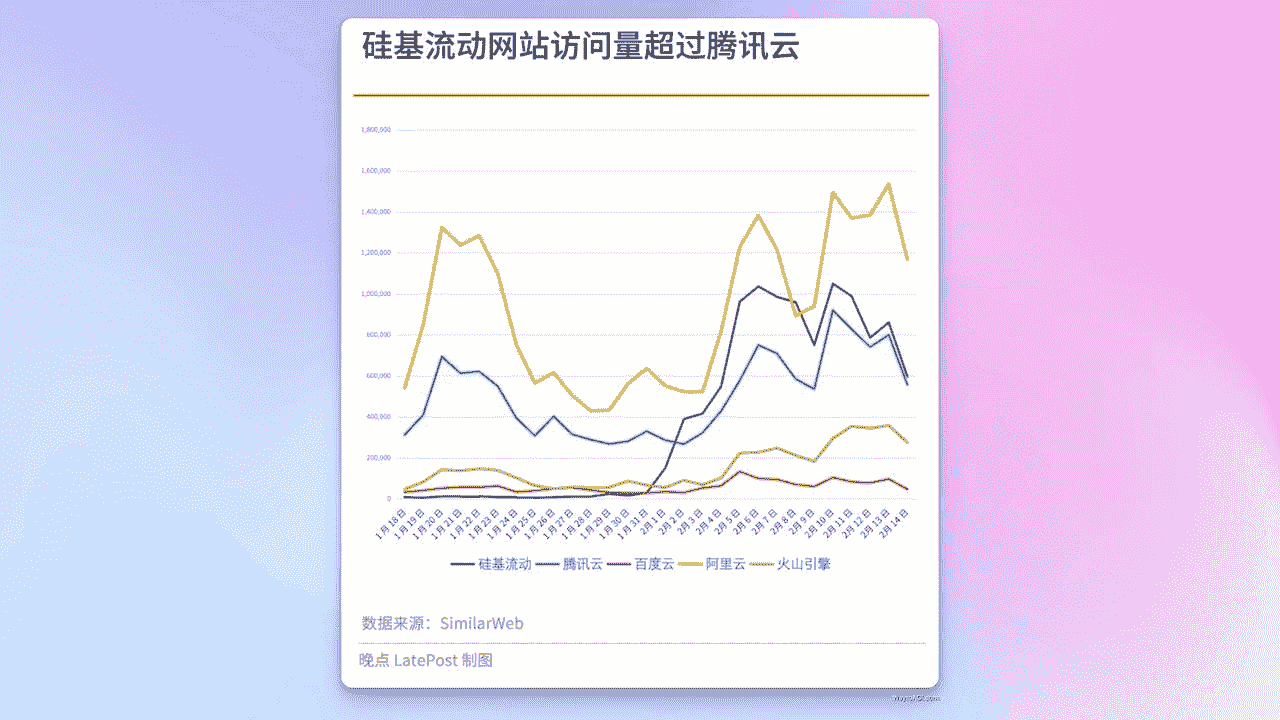 硅基流动网站访问量超过腾讯云
1,800,000
1,600,000
1,400,000
1,200,000
1,000,000
800,000
600,000
400,000
200,000
0
1月18日 1月19日 1月20日 1月21日 1月22日 1月23日 1月24日 1月25日 1月26日 1月27日 1月28日 1月29日 1月30日 1月31日 2月1日 2月2日 2月3日 2月4日 2月5日 2月6日 2月7日 2月8日 2月9日 2月10日 2月11日 2月12日 2月13日 2月14日
硅基流动 腾讯云 百度云 阿里云 火山引擎
数据来源：SimilarWeb
晚点 LatePost 制图